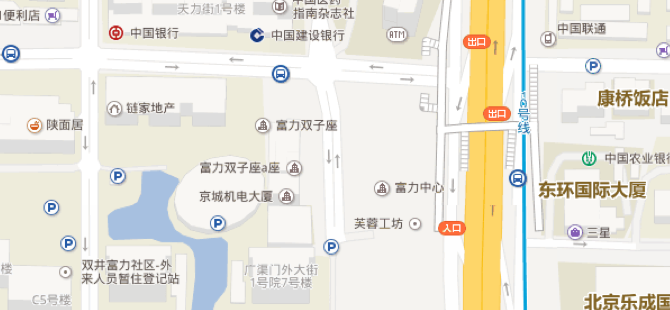 天力街1号楼
中国医药
指南杂志社
便利店
中国银行
中国建设银行
ATM
出口
中国联通
P
康桥饭店
链家地产
出口
10号线
陕面居
富力双子座
富力双子座a座
中国农业银行
P
京城机电大厦
富力中心
东环国际大厦
P
P
芙蓉工坊
入口
三星
P
P
双井富力社区-外
来人员暂住登记站
号楼
C5号楼
广渠门外大街
1号院7号楼
北京乐成国